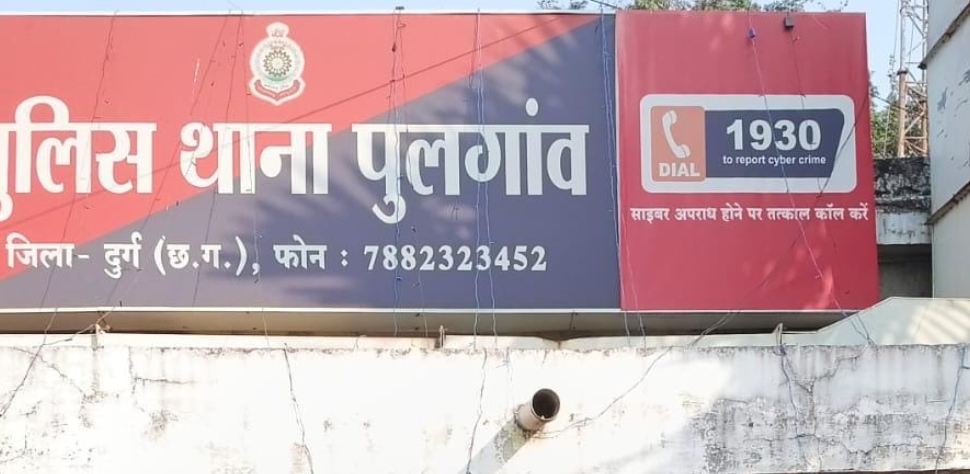 पुलिस थाना पुलगांव
जिला- दुर्ग (छ.ग.), फोन : 7882323452
DIAL
1930
to report cyber crime
साइबर अपराध होने पर तत्काल कॉल करें